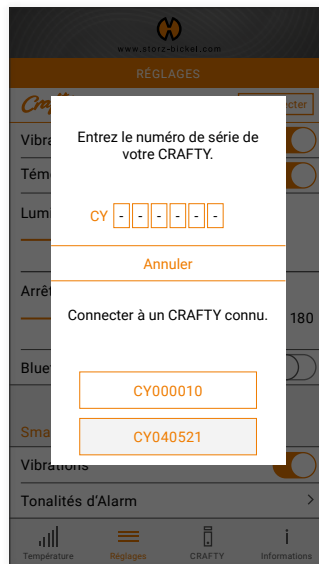 www.storz-bickel.com
RÉGLAGES
Entrez le numéro de série de
votre CRAFTY.
CY - - - - - -
Annuler
Arrêt
180
Connecter à un CRAFTY connu.
CY000010
CY040521
Vibrations
Tonalités d'Alarm
Température Réglages CRAFTY Informations